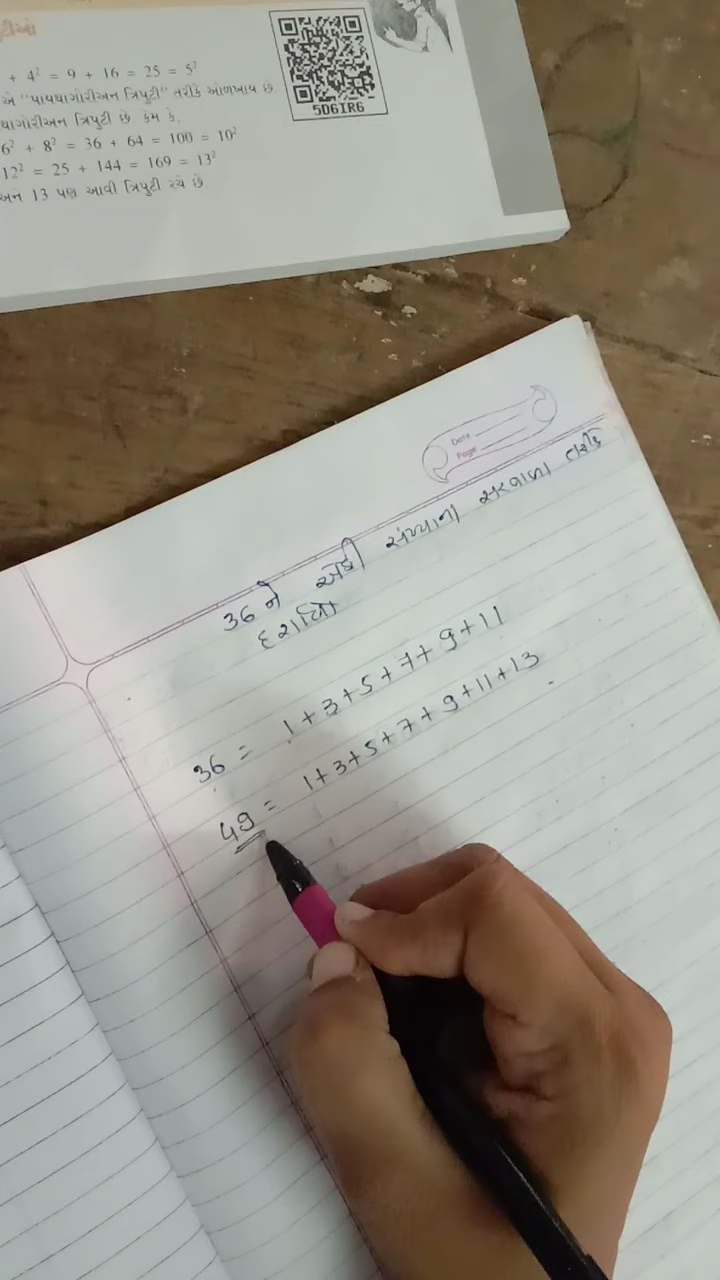 ટીઓ
+ 4² = 9 + 16 = 25 = 5²
એ "પાયથાગોરીઅન ત્રિપુટી" તરીકે ઓળખાય છે.
થાગોરીઅન ત્રિપુટી છે. કેમ કે,
6² + 8² = 36 + 64 = 100 = 10²
12² = 25 + 144 = 169 = 13²
અને 13 પણ આવી ત્રિપુટી રચે છે.
5D6IRG
Date
Page
36 ને એકી સંખ્યાના સરવાળા તરીકે
દર્શાવો
36 = 1+3+5+7+9+11
49 = 1+3+5+7+9+11+13